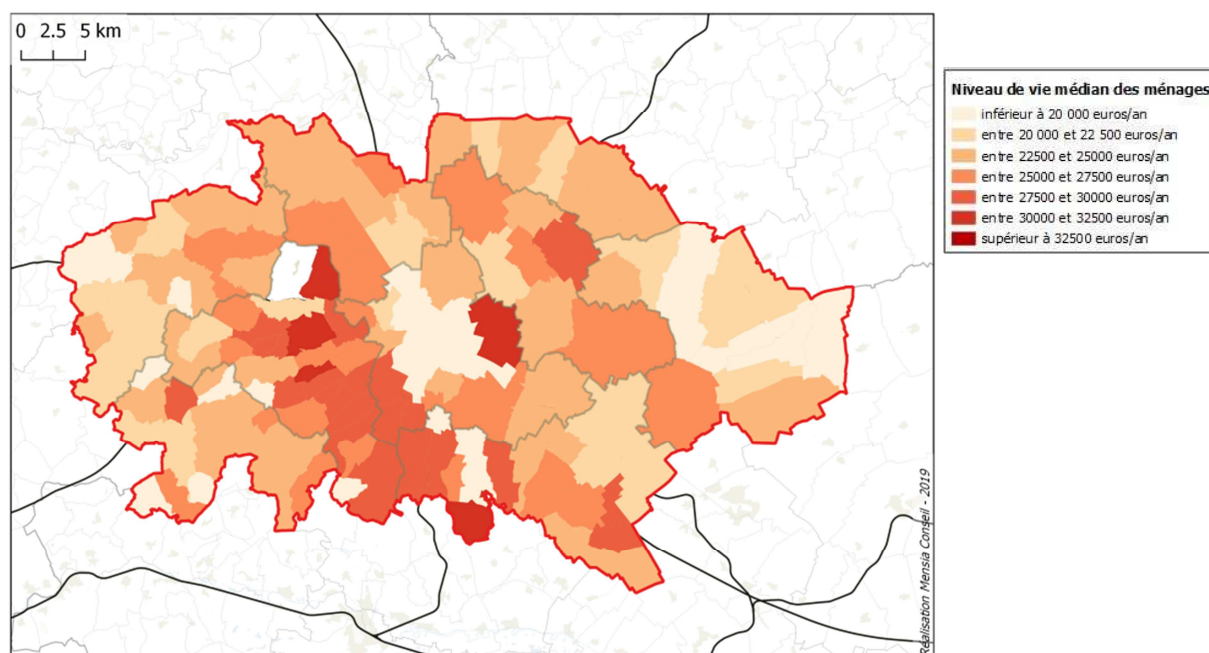 0 2.5 5 km
Niveau de vie médian des ménages
inférieur à 20 000 euros/an
entre 20 000 et 22 500 euros/an
entre 22500 et 25000 euros/an
entre 25000 et 27500 euros/an
entre 27500 et 30000 euros/an
entre 30000 et 32500 euros/an
supérieur à 32500 euros/an
Réalisation Mensia Conseil - 2019